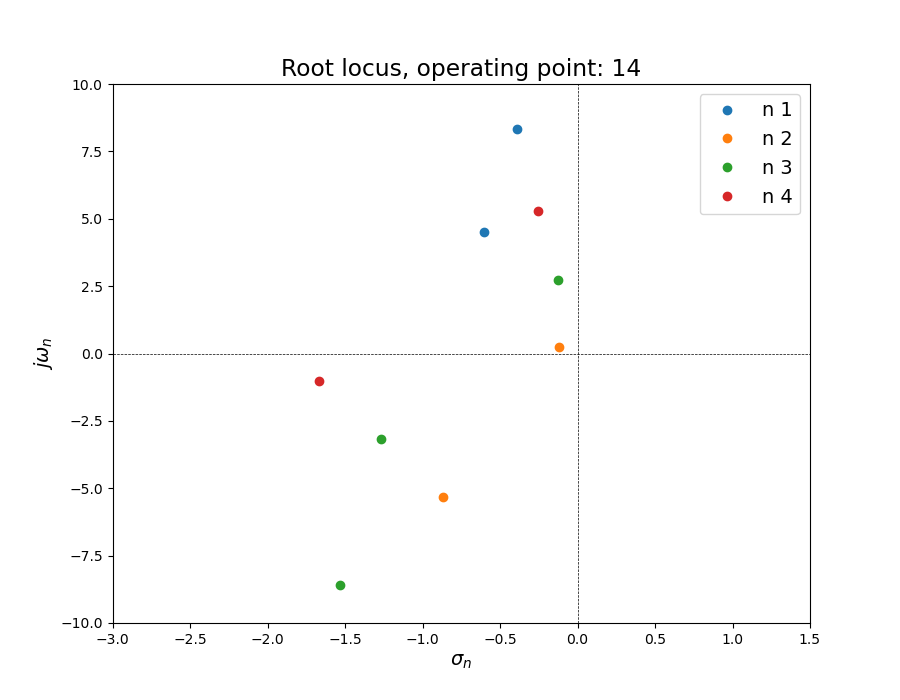 Root locus, operating point: 14
10.0
7.5
5.0
2.5
0.0
−2.5
−5.0
−7.5
−10.0
jωn
n 1
n 2
n 3
n 4
−3.0 −2.5 −2.0 −1.5 −1.0 −0.5 0.0 0.5 1.0 1.5
σn